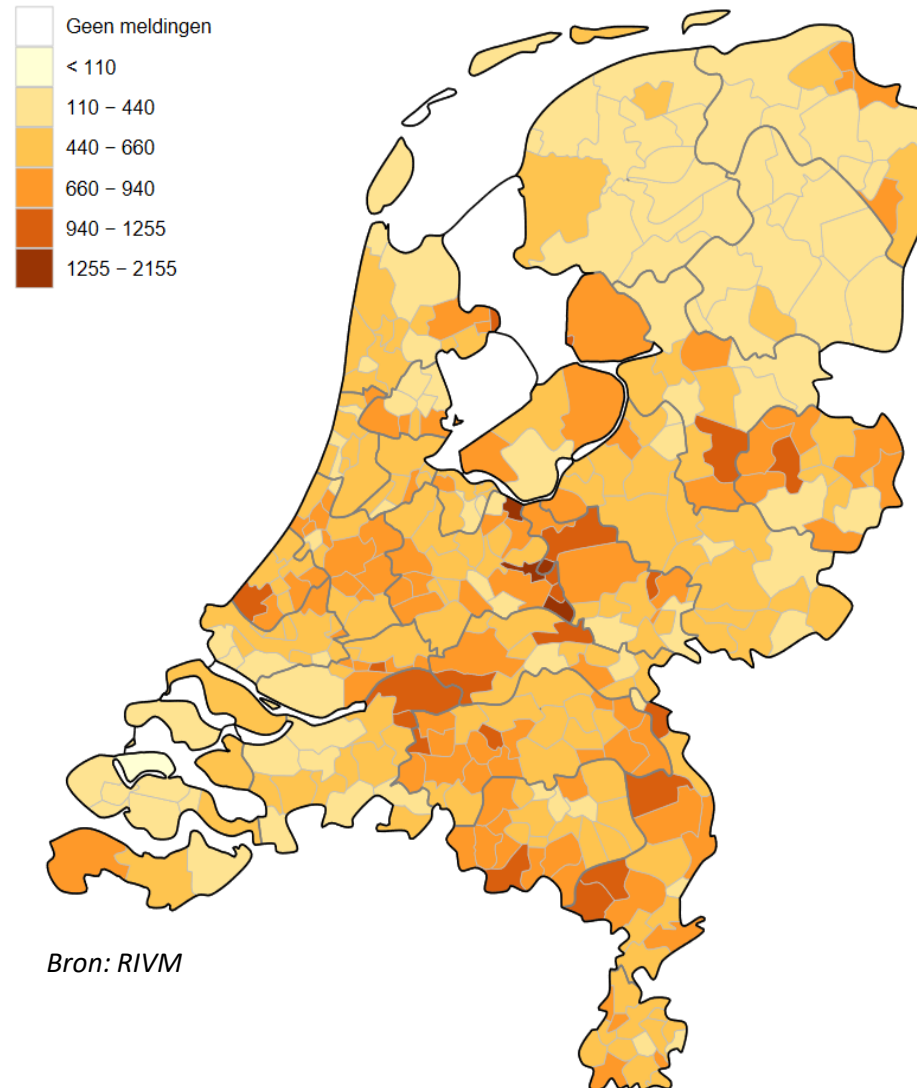 Geen meldingen
< 110
110 – 440
440 – 660
660 – 940
940 – 1255
1255 – 2155
Bron: RIVM